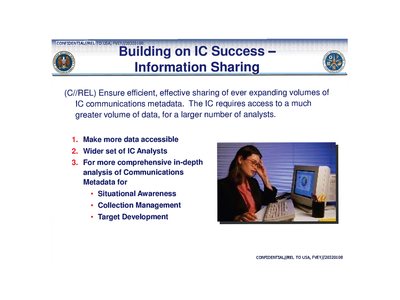 CONFIDENTIAL//REL TO USA, FVEY//20320108
Building on IC Success –
Information Sharing
(C//REL) Ensure efficient, effective sharing of ever expanding volumes of
IC communications metadata. The IC requires access to a much
greater volume of data, for a larger number of analysts.
1. Make more data accessible
2. Wider set of IC Analysts
3. For more comprehensive in-depth
analysis of Communications
Metadata for
• Situational Awareness
• Collection Management
• Target Development
CONFIDENTIAL//REL TO USA, FVEY//20320108